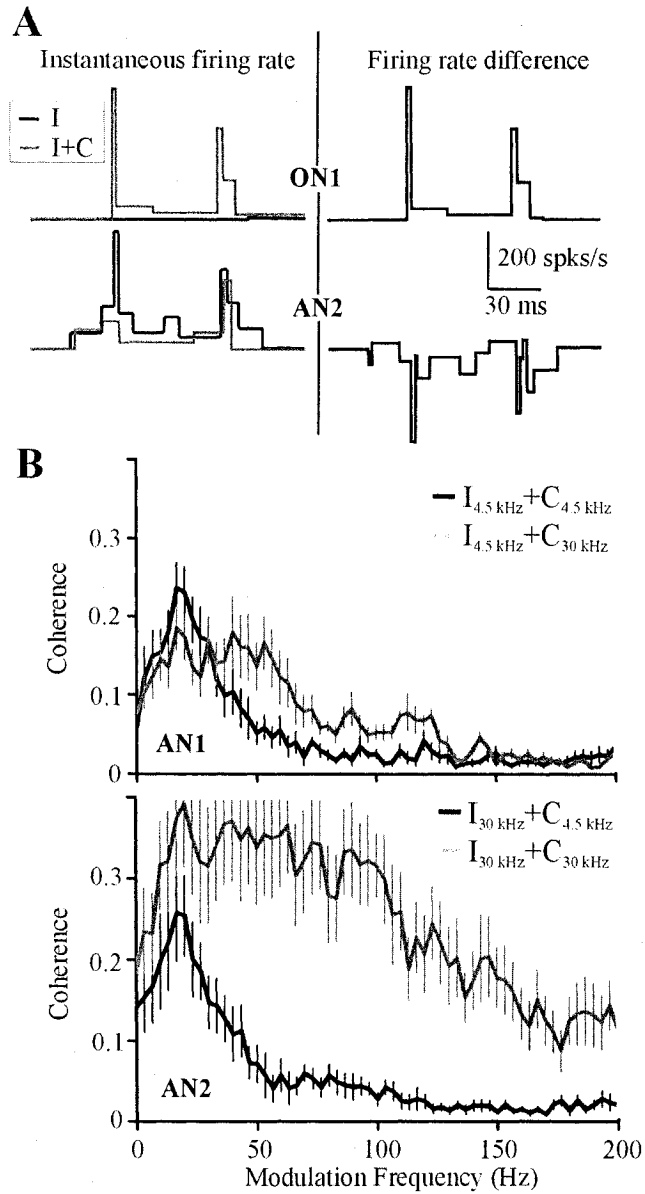 A
Instantaneous firing rate
Firing rate difference
I
I+C
ON1
200 spks/s
30 ms
AN2
B
I4.5 kHz+C4.5 kHz
I4.5 kHz+C30 kHz
0.3
0.2
0.1
0
Coherence
AN1
I30 kHz+C4.5 kHz
I30 kHz+C30 kHz
0.3
0.2
0.1
0
Coherence
AN2
0 50 100 150 200
Modulation Frequency (Hz)